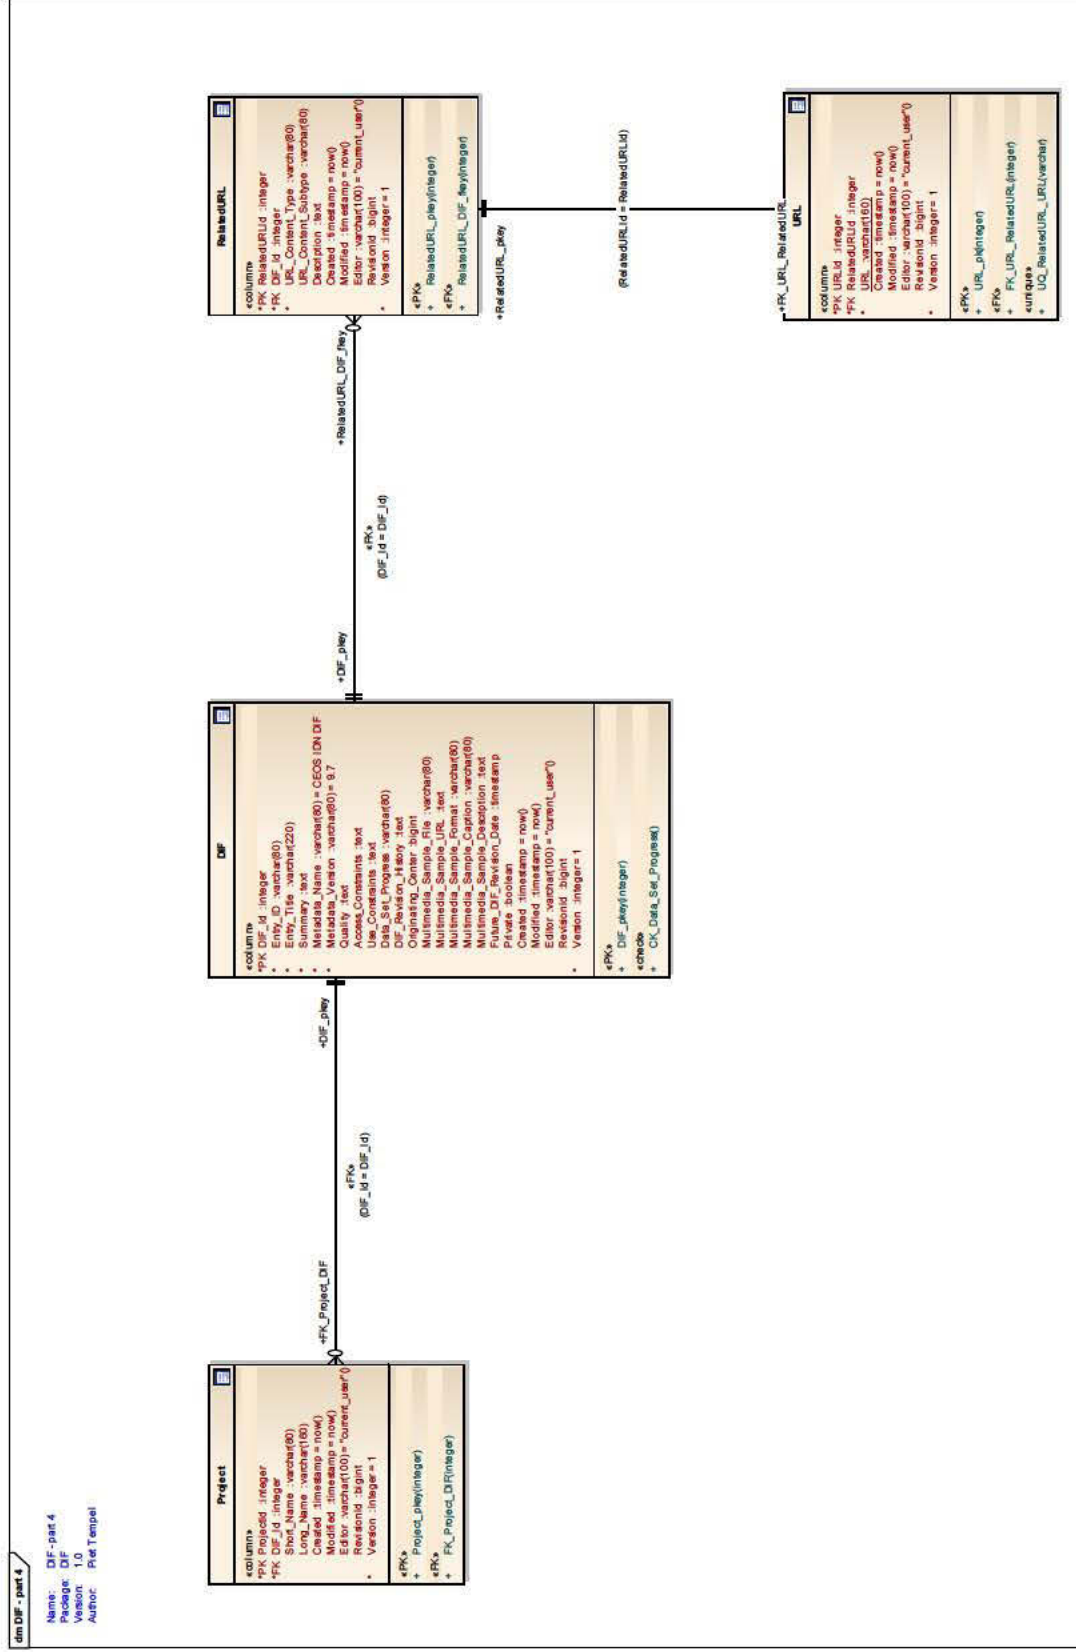 dm DIF - part 4
Name: DIF - part 4
Package: DIF
Version: 1.0
Author: Piet Tempel
Project
«column»
*PK ProjectId :integer
*FK DIF_Id :integer
Short_Name :varchar(80)
Long_Name :varchar(160)
Created :timestamp = now()
Modified :timestamp = now()
Editor :varchar(100) = "current_user"()
RevisionId :bigint
* Version :integer = 1
«PK»
+ Project_pkey(integer)
«FK»
+ FK_Project_DIF(integer)
+FK_Project_DIF
«FK»
(DIF_Id = DIF_Id)
+DIF_pkey
DIF
«column»
*PK DIF_Id :integer
* Entry_ID :varchar(80)
* Entry_Title :varchar(220)
* Summary :text
* Metadata_Name :varchar(80) = CEOS IDN DIF
* Metadata_Version :varchar(80) = 9.7
Quality :text
Access_Constraints :text
Use_Constraints :text
Data_Set_Progress :varchar(80)
DIF_Revision_History :text
Originating_Center :bigint
Multimedia_Sample_File :varchar(80)
Multimedia_Sample_URL :text
Multimedia_Sample_Format :varchar(80)
Multimedia_Sample_Caption :varchar(80)
Multimedia_Sample_Description :text
Future_DIF_Revision_Date :timestamp
Private :boolean
Created :timestamp = now()
Modified :timestamp = now()
Editor :varchar(100) = "current_user"()
RevisionId :bigint
* Version :integer = 1
«PK»
+ DIF_pkey(integer)
«check»
+ CK_Data_Set_Progress()
+DIF_pkey
«FK»
(DIF_Id = DIF_Id)
+RelatedURL_DIF_fkey
RelatedURL
«column»
*PK RelatedURLId :integer
*FK DIF_Id :integer
* URL_Content_Type :varchar(80)
URL_Content_Subtype :varchar(80)
Description :text
Created :timestamp = now()
Modified :timestamp = now()
Editor :varchar(100) = "current_user"()
RevisionId :bigint
* Version :integer = 1
«PK»
+ RelatedURL_pkey(integer)
«FK»
+ RelatedURL_DIF_fkey(integer)
+RelatedURL_pkey
(RelatedURLId = RelatedURLId)
+FK_URL_RelatedURL
URL
«column»
*PK URLId :integer
*FK RelatedURLId :integer
* URL :varchar(160)
Created :timestamp = now()
Modified :timestamp = now()
Editor :varchar(100) = "current_user"()
RevisionId :bigint
* Version :integer = 1
«PK»
+ URL_pk(integer)
«FK»
+ FK_URL_RelatedURL(integer)
«unique»
+ UQ_RelatedURL_URL(varchar)